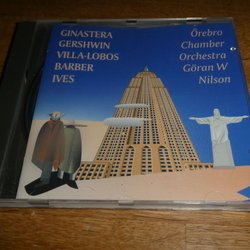 GINASTERA
GERSHWIN
VILLA-LOBOS
BARBER
IVES
Örebro
Chamber
Orchestra
Göran W
Nilson